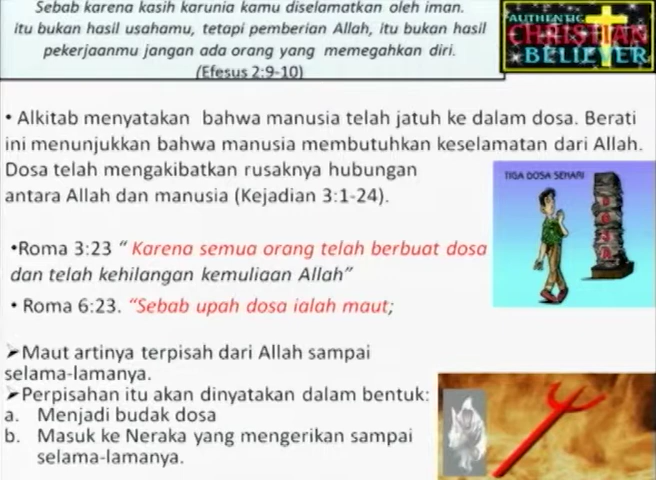 Sebab karena kasih karunia kamu diselamatkan oleh iman.
itu bukan hasil usahamu, tetapi pemberian Allah, itu bukan hasil
pekerjaanmu jangan ada orang yang memegahkan diri.
(Efesus 2:9-10)
AUTHENTIC
CHRISTIAN
BELIEVER
• Alkitab menyatakan bahwa manusia telah jatuh ke dalam dosa. Berati
ini menunjukkan bahwa manusia membutuhkan keselamatan dari Allah.
Dosa telah mengakibatkan rusaknya hubungan
antara Allah dan manusia (Kejadian 3:1-24).
TIGA DOSA SEHARI
DOSA
•Roma 3:23 “ Karena semua orang telah berbuat dosa
dan telah kehilangan kemuliaan Allah”
• Roma 6:23. “Sebab upah dosa ialah maut;
➢Maut artinya terpisah dari Allah sampai
selama-lamanya.
➢Perpisahan itu akan dinyatakan dalam bentuk:
a. Menjadi budak dosa
b. Masuk ke Neraka yang mengerikan sampai
selama-lamanya.